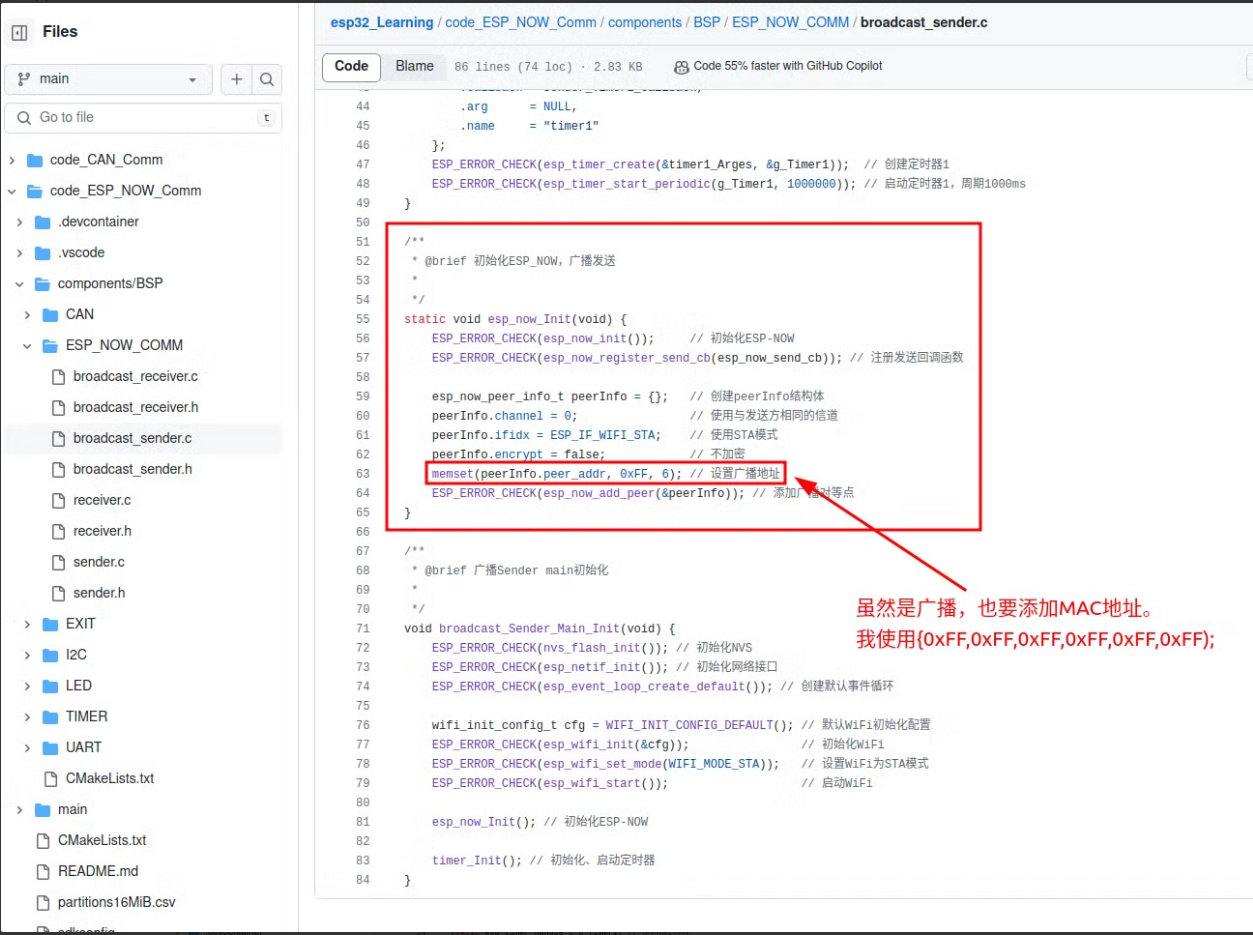 Files
main
Go to file
t
code_CAN_Comm
code_ESP_NOW_Comm
.devcontainer
.vscode
components/BSP
CAN
ESP_NOW_COMM
broadcast_receiver.c
broadcast_receiver.h
broadcast_sender.c
broadcast_sender.h
receiver.c
receiver.h
sender.c
sender.h
EXIT
I2C
LED
TIMER
UART
CMakeLists.txt
main
CMakeLists.txt
README.md
partitions16MiB.csv
sdkconfig
esp32_Learning / code_ESP_NOW_Comm / components / BSP / ESP_NOW_COMM / broadcast_sender.c
Code Blame 86 lines (74 loc) · 2.83 KB Code 55% faster with GitHub Copilot
44 .arg = NULL,
45 .name = "timer1"
46 };
47 ESP_ERROR_CHECK(esp_timer_create(&timer1_Arges, &g_Timer1)); // 创建定时器1
48 ESP_ERROR_CHECK(esp_timer_start_periodic(g_Timer1, 1000000)); // 启动定时器1，周期1000ms
49 }
50
51 /**
52 * @brief 初始化ESP_NOW，广播发送
53 *
54 */
55 static void esp_now_Init(void) {
56 ESP_ERROR_CHECK(esp_now_init()); // 初始化ESP-NOW
57 ESP_ERROR_CHECK(esp_now_register_send_cb(esp_now_send_cb)); // 注册发送回调函数
58
59 esp_now_peer_info_t peerInfo = {}; // 创建peerInfo结构体
60 peerInfo.channel = 0; // 使用与发送方相同的信道
61 peerInfo.ifidx = ESP_IF_WIFI_STA; // 使用STA模式
62 peerInfo.encrypt = false; // 不加密
63 memset(peerInfo.peer_addr, 0xFF, 6); // 设置广播地址
64 ESP_ERROR_CHECK(esp_now_add_peer(&peerInfo)); // 添加广播对等点
65 }
66
67 /**
68 * @brief 广播Sender main初始化
69 *
70 */
71 void broadcast_Sender_Main_Init(void) {
72 ESP_ERROR_CHECK(nvs_flash_init()); // 初始化NVS
73 ESP_ERROR_CHECK(esp_netif_init()); // 初始化网络接口
74 ESP_ERROR_CHECK(esp_event_loop_create_default()); // 创建默认事件循环
75
76 wifi_init_config_t cfg = WIFI_INIT_CONFIG_DEFAULT(); // 默认WiFi初始化配置
77 ESP_ERROR_CHECK(esp_wifi_init(&cfg)); // 初始化WiFi
78 ESP_ERROR_CHECK(esp_wifi_set_mode(WIFI_MODE_STA)); // 设置WiFi为STA模式
79 ESP_ERROR_CHECK(esp_wifi_start()); // 启动WiFi
80
81 esp_now_Init(); // 初始化ESP-NOW
82
83 timer_Init(); // 初始化、启动定时器
84 }
虽然是广播，也要添加MAC地址。
我使用{0xFF,0xFF,0xFF,0xFF,0xFF,0xFF);